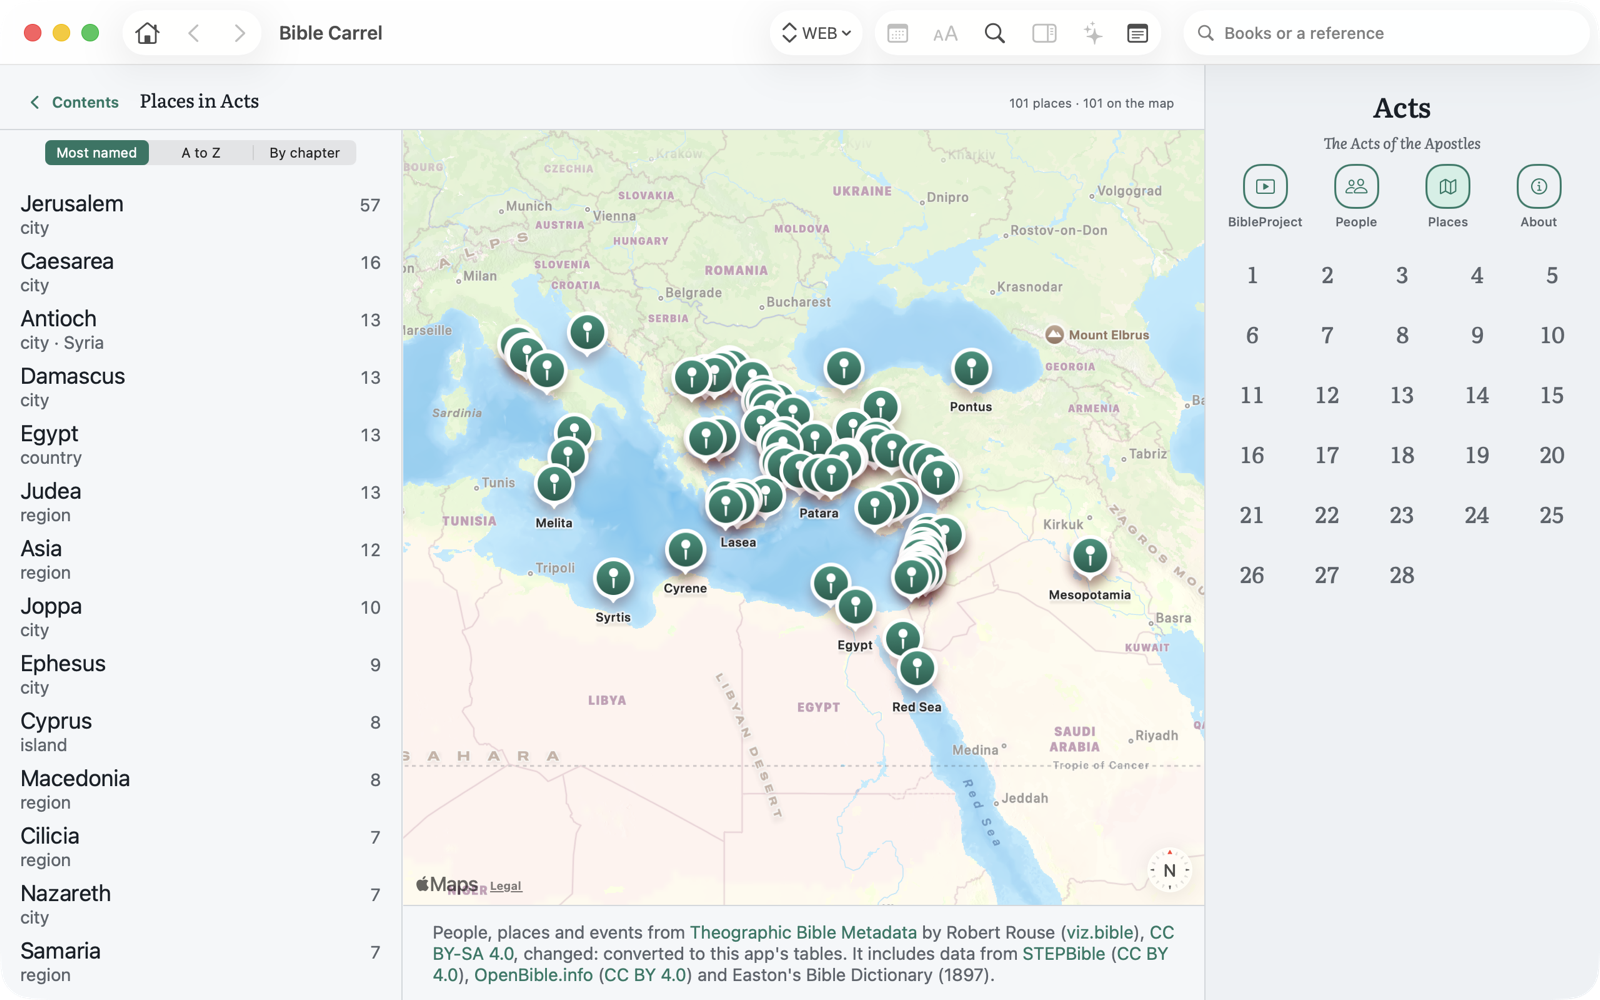 Bible Carrel
WEB
AA
Books or a reference
Contents
Places in Acts
101 places · 101 on the map
Most named
A to Z
By chapter
Jerusalem 57
city
Caesarea 16
city
Antioch 13
city · Syria
Damascus 13
city
Egypt 13
country
Judea 13
region
Asia 12
region
Joppa 10
city
Ephesus 9
city
Cyprus 8
island
Macedonia 8
region
Cilicia 7
region
Nazareth 7
city
Samaria 7
region
Krakow
Kharkiv
CZECHIA
UKRAINE
Volgograd
SLOVAKIA
Dnipro
Munich
Vienna
AUSTRIA
MOLDOVA
Rostov-on-Don
HUNGARY
ALPS
SLOVENIA
Milan
ROMANIA
CROATIA
Krasnodar
Belgrade
Bucharest
SERBIA
Marseille
Mount Elbrus
GEORGIA
Pontus
ARMENIA
Sardinia
Tabriz
Tunis
Patara
TUNISIA
Melita
Kirkuk
ZAGROS MOU
Lasea
Tripoli
Cyrene
Mesopotamia
Syrtis
Basra
Egypt
KUWAIT
LIBYA
LIBYAN DESERT
EGYPT
Red Sea
SAUDI
ARABIA
Riyadh
Medina
SAHARA
Tropic of Cancer
Red Sea
Jeddah
N
Maps
Legal
NIGER
People, places and events from Theographic Bible Metadata by Robert Rouse (viz.bible), CC
BY-SA 4.0, changed: converted to this app's tables. It includes data from STEPBible (CC BY
4.0), OpenBible.info (CC BY 4.0) and Easton's Bible Dictionary (1897).
Acts
The Acts of the Apostles
BibleProject
People
Places
About
1 2 3 4 5
6 7 8 9 10
11 12 13 14 15
16 17 18 19 20
21 22 23 24 25
26 27 28